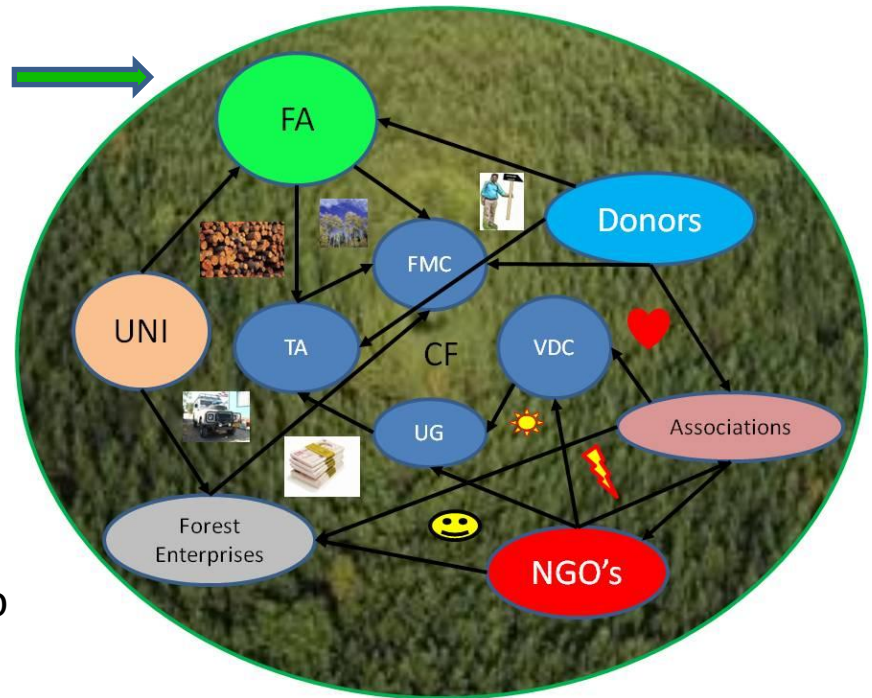 FA
Donors
FMC
UNI
TA
CF
VDC
UG
Associations
Forest
Enterprises
NGO's